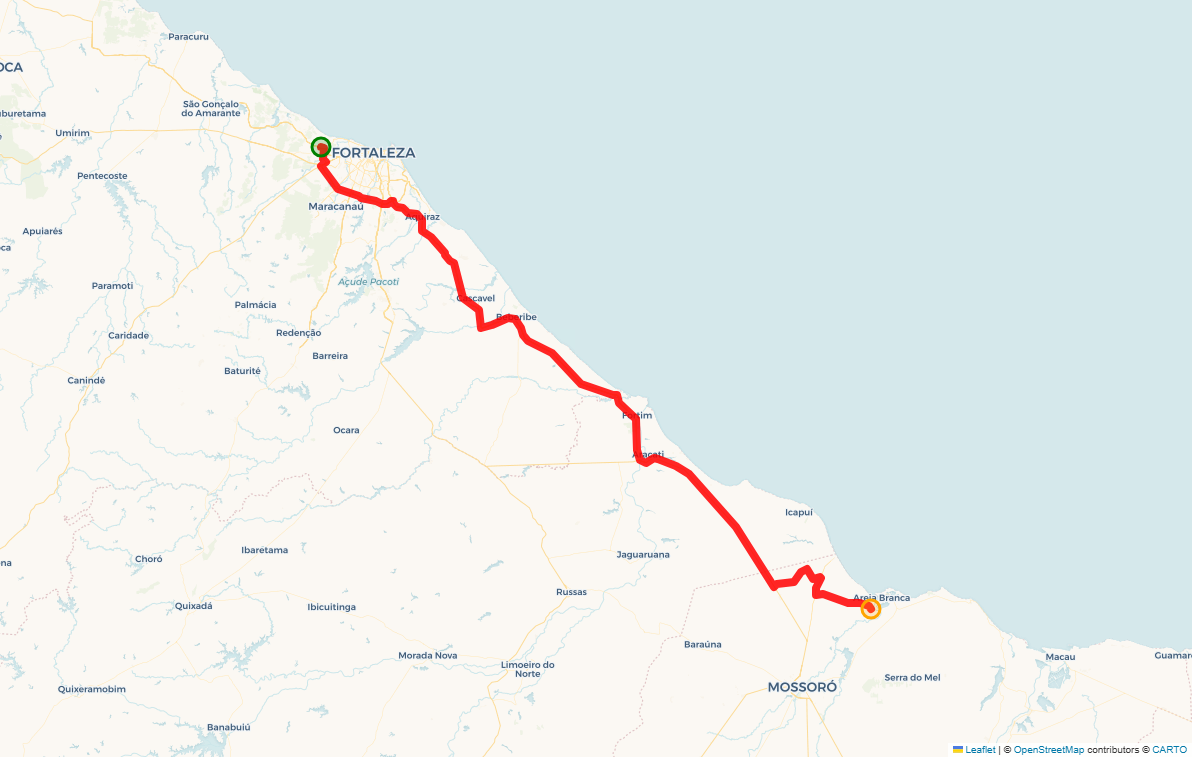 Paracuru
OCA
São Gonçalo
do Amarante
uburetama
Umirim
FORTALEZA
Pentecoste
Maracanaú
Aquiraz
Apuiarés
ca
Açude Pacoti
Paramoti
Cascavel
Palmácia
Beberibe
Redenção
Caridade
Barreira
Baturité
Canindé
Fortim
Ocara
Aracati
Icapuí
Ibaretama
Choró
Jaguaruana
na
Russas
Areia Branca
Quixadá
Ibicuitinga
Baraúna
Morada Nova
Macau
Guamaré
Limoeiro do
Norte
Serra do Mel
Quixeramobim
MOSSORÓ
Banabuiú
Leaflet | © OpenStreetMap contributors © CARTO